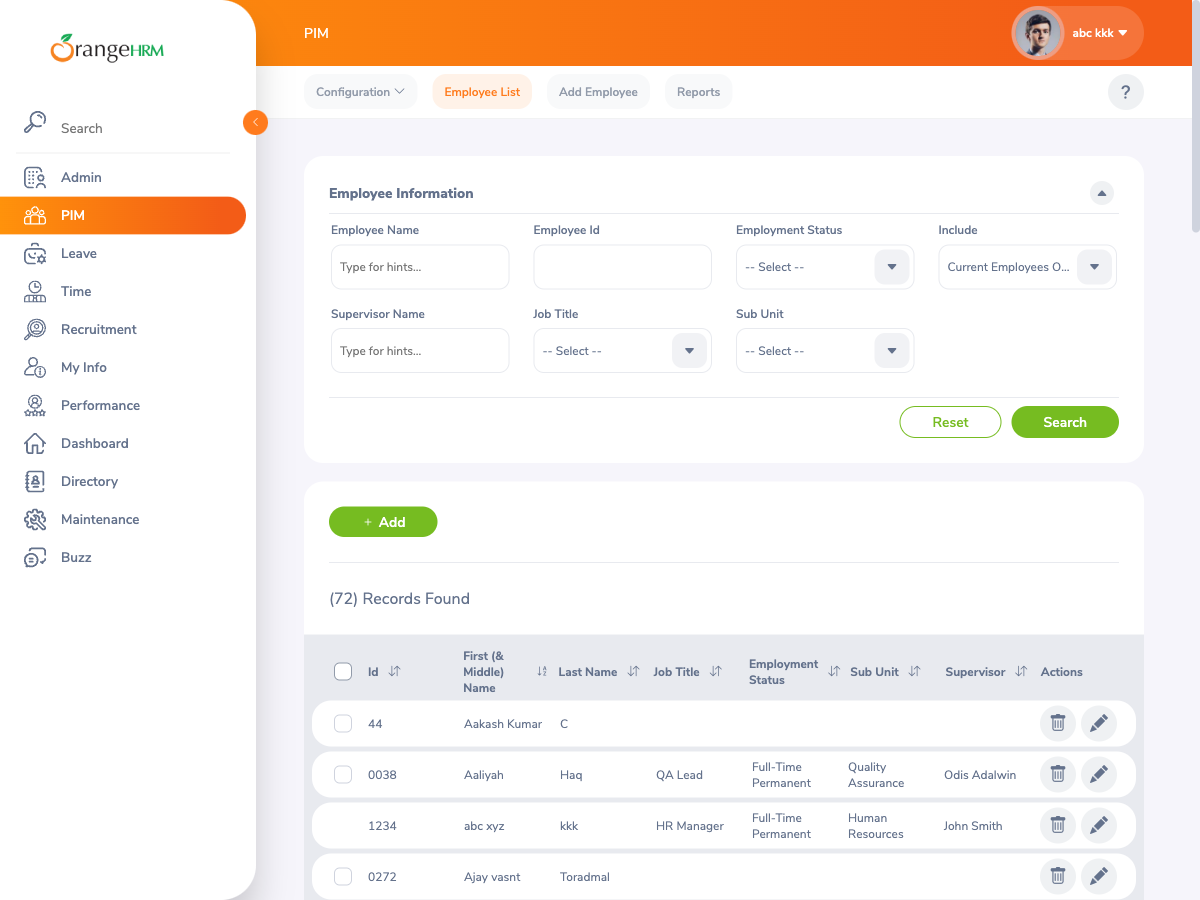 OrangeHRM
PIM
abc kkk
Configuration
Employee List
Add Employee
Reports
?
Search
Admin
PIM
Leave
Time
Recruitment
My Info
Performance
Dashboard
Directory
Maintenance
Buzz
Employee Information
Employee Name
Employee Id
Employment Status
Include
Type for hints...
-- Select --
Current Employees O...
Supervisor Name
Job Title
Sub Unit
Type for hints...
-- Select --
-- Select --
Reset
Search
+ Add
(72) Records Found
Id
First (& Middle) Name
Last Name
Job Title
Employment Status
Sub Unit
Supervisor
Actions
44 Aakash Kumar C
0038 Aaliyah Haq QA Lead Full-Time Permanent Quality Assurance Odis Adalwin
1234 abc xyz kkk HR Manager Full-Time Permanent Human Resources John Smith
0272 Ajay vasnt Toradmal